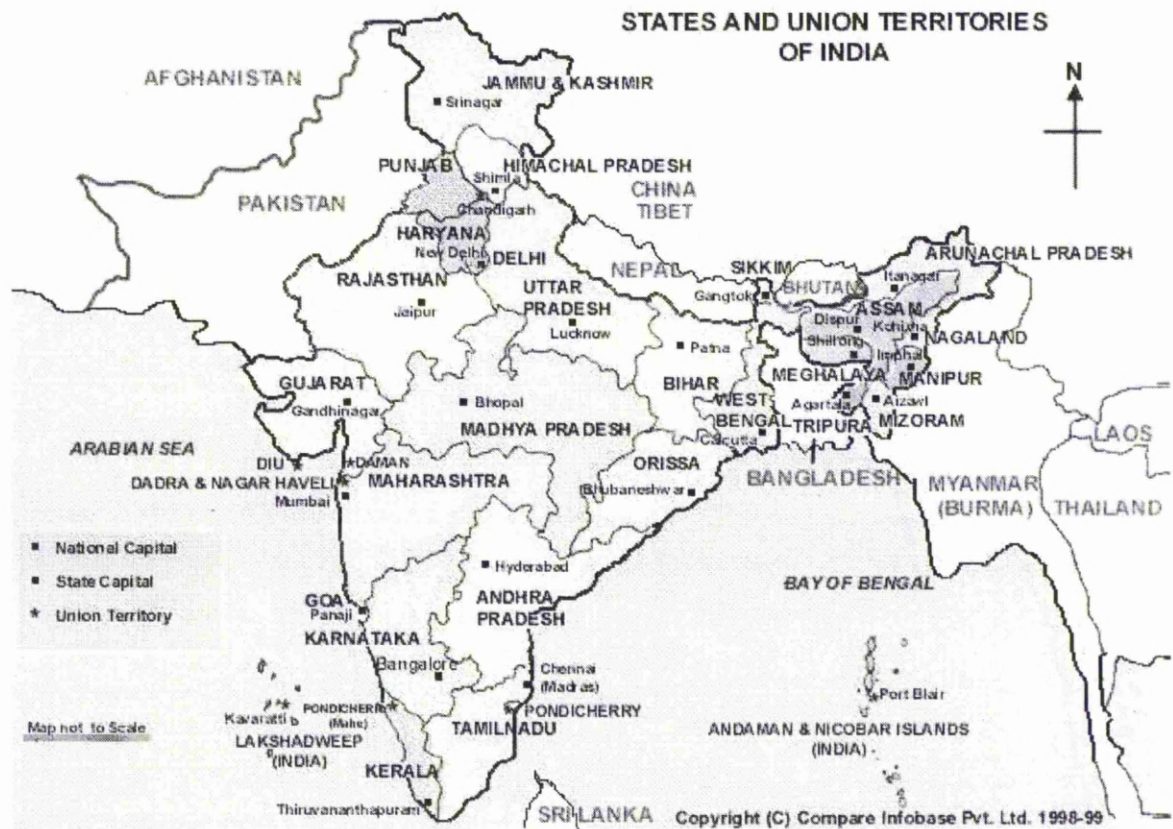 STATES AND UNION TERRITORIES
OF INDIA
N
AFGHANISTAN
JAMMU & KASHMIR
Srinagar
PUNJAB
HIMACHAL PRADESH
Shimla
CHINA
TIBET
PAKISTAN
Chandigarh
HARYANA
New Delhi
DELHI
ARUNACHAL PRADESH
RAJASTHAN
NEPAL
SIKKIM
BHUTAN
Itanagar
UTTAR
PRADESH
Gangtok
ASSAM
Jaipur
Lucknow
Dispur
Kohima
NAGALAND
Patna
Shillong
Imphal
GUJARAT
BIHAR
MEGHALAYA
MANIPUR
Gandhinagar
Bhopal
WEST
BENGAL
Agartala
Aizawl
MADHYA PRADESH
TRIPURA
MIZORAM
Calcutta
LAOS
ARABIAN SEA
ORISSA
DIU
DAMAN
BANGLADESH
DADRA & NAGAR HAVELI
MAHARASHTRA
Mumbai
Bhubaneshwar
MYANMAR
(BURMA)
THAILAND
National Capital
State Capital
Union Territory
Hyderabad
BAY OF BENGAL
GOA
Panaji
ANDHRA
PRADESH
KARNATAKA
Bangalore
Chennai
(Madras)
Port Blair
Kavaratti
PONDICHERRY
(Mahe)
PONDICHERRY
Map not to Scale
TAMILNADU
ANDAMAN & NICOBAR ISLANDS
(INDIA)
LAKSHADWEEP
(INDIA)
KERALA
Thiruvananthapuram
SRI LANKA
Copyright (C) Compare Infobase Pvt. Ltd. 1998-99